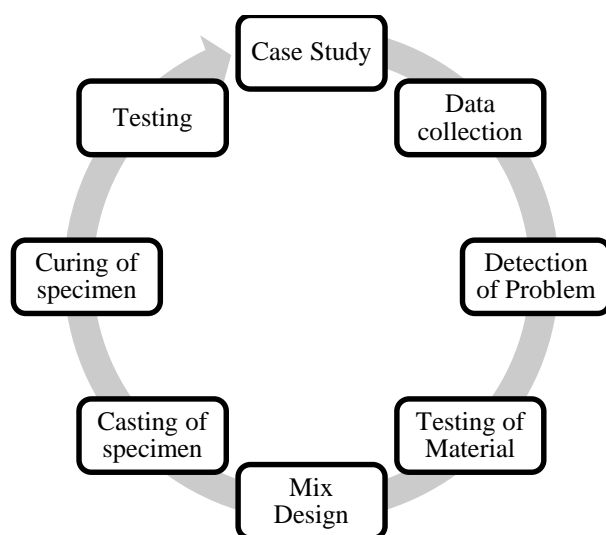 Case Study
Data
collection
Detection
of Problem
Testing of
Material
Mix
Design
Casting of
specimen
Curing of
specimen
Testing